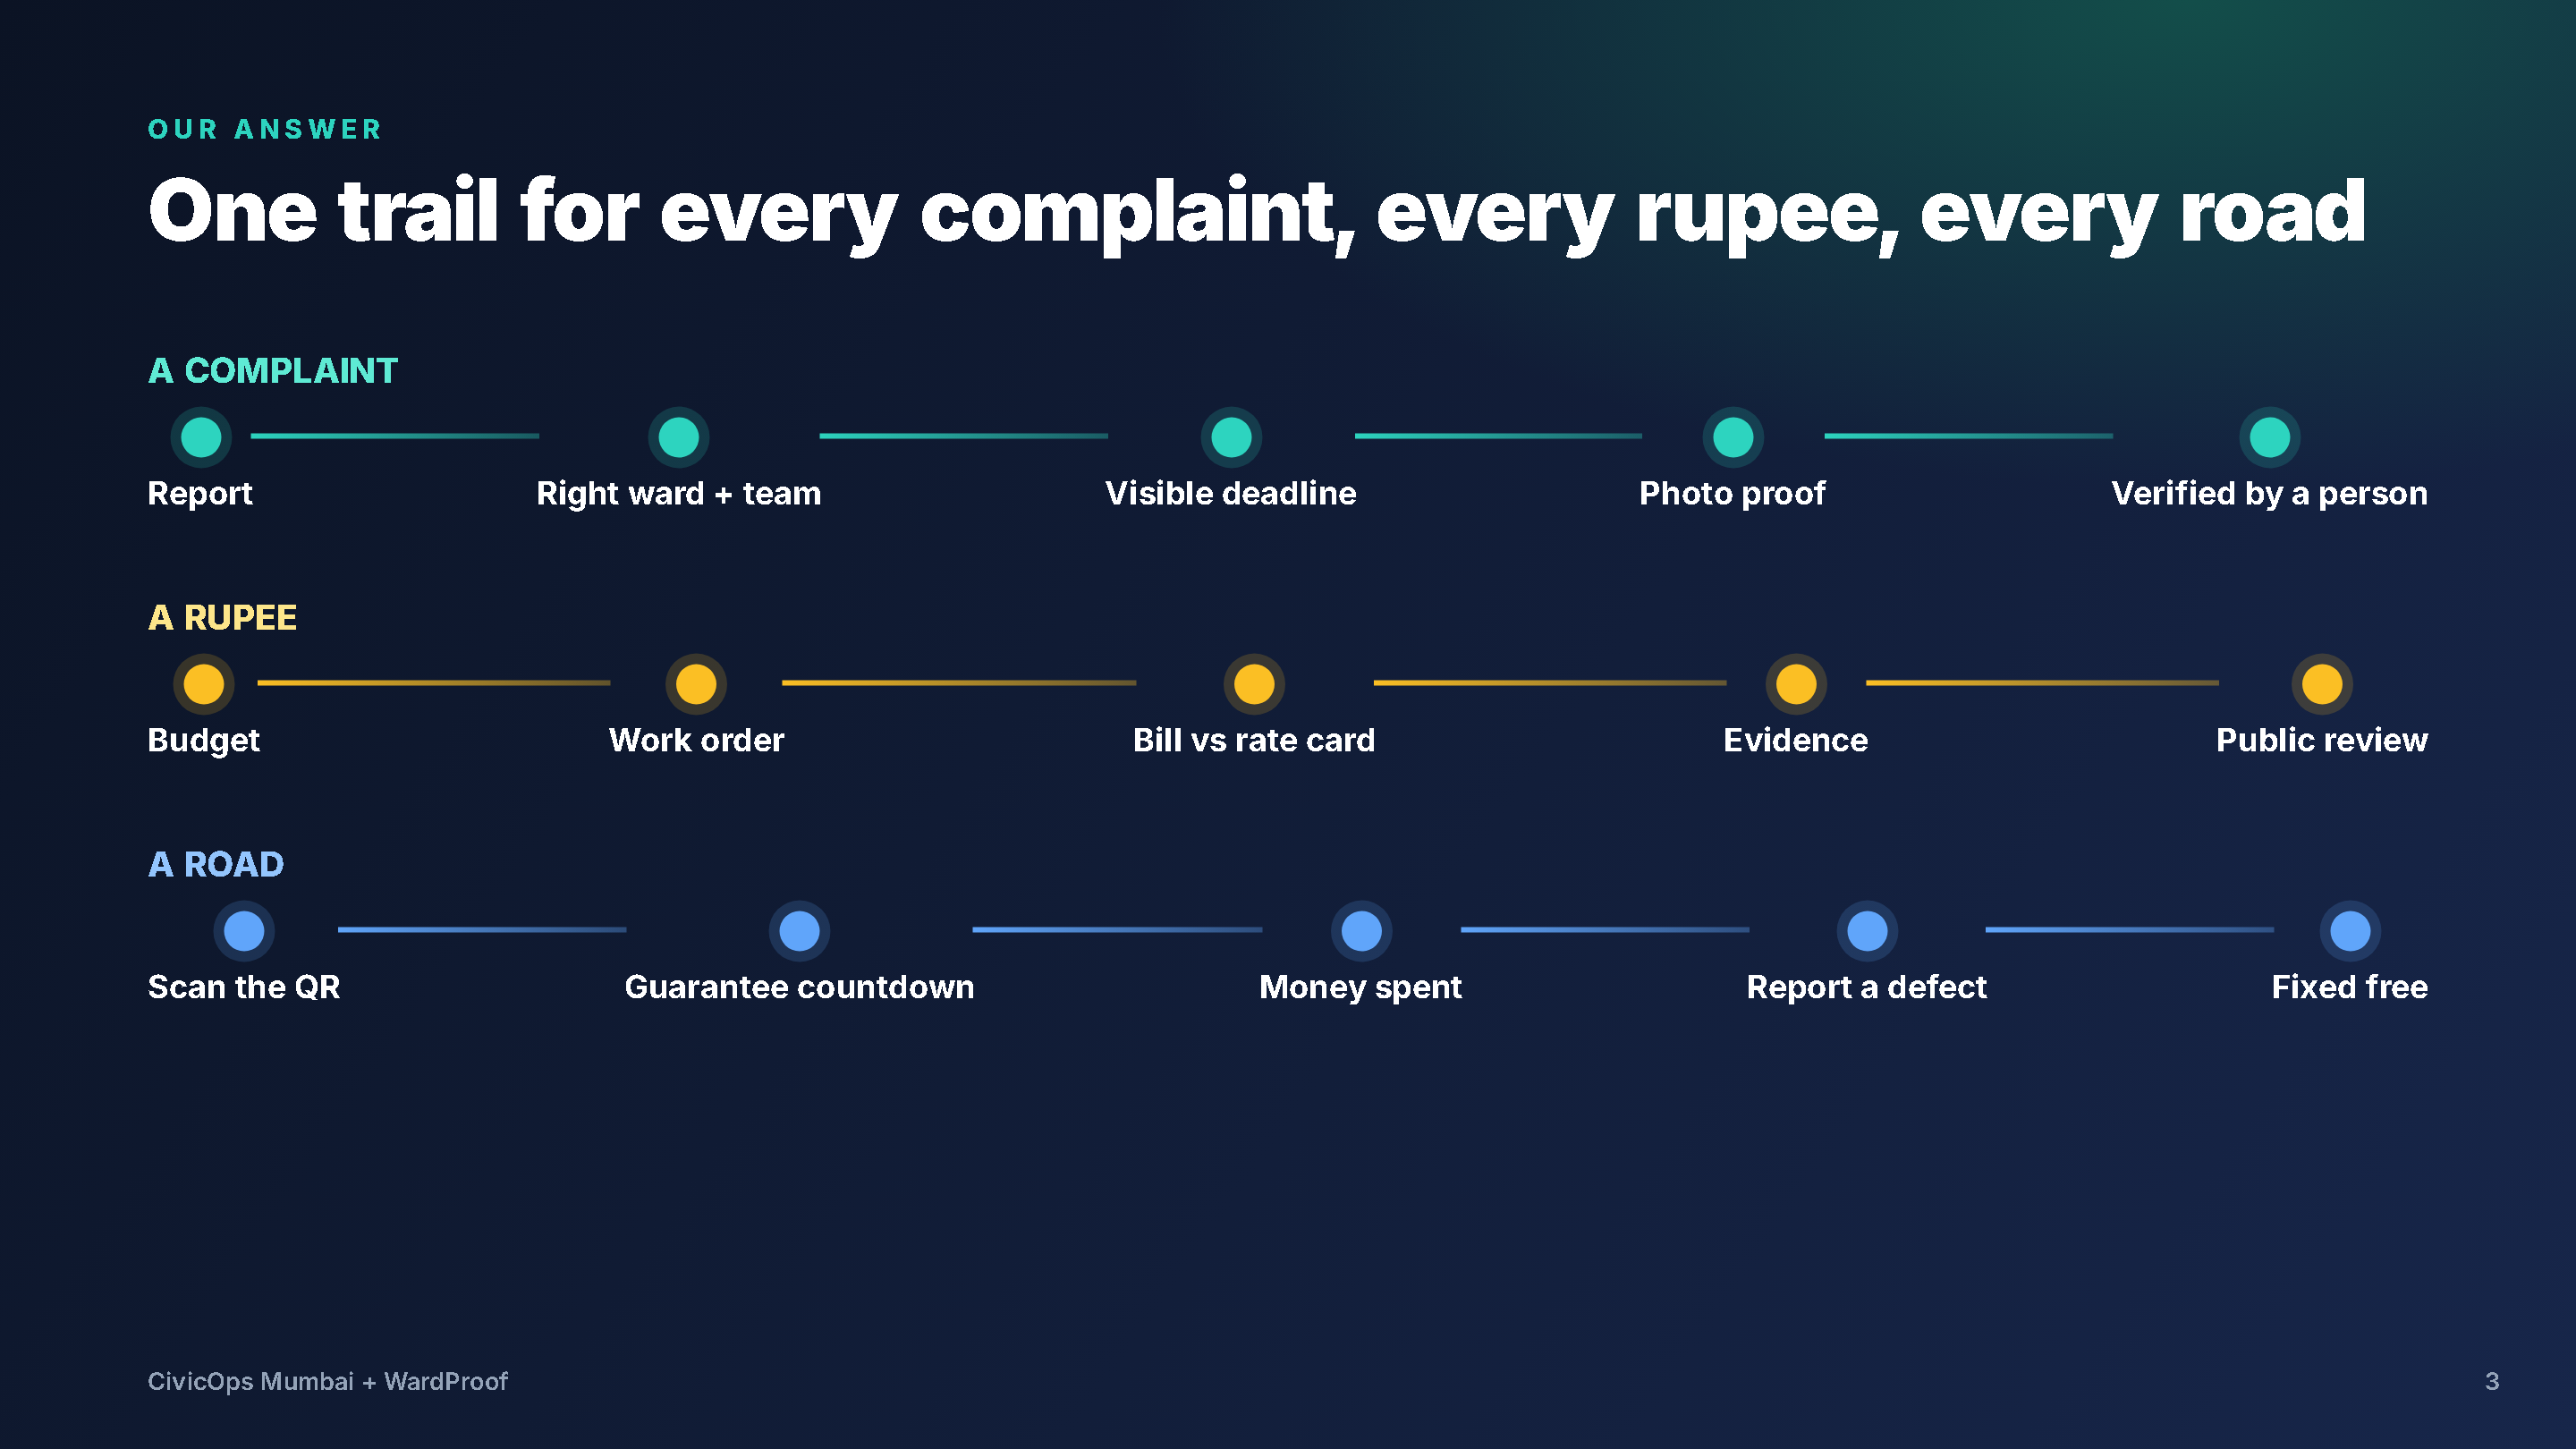 OUR ANSWER
One trail for every complaint, every rupee, every road
A COMPLAINT
Report
Right ward + team
Visible deadline
Photo proof
Verified by a person
A RUPEE
Budget
Work order
Bill vs rate card
Evidence
Public review
A ROAD
Scan the QR
Guarantee countdown
Money spent
Report a defect
Fixed free
CivicOps Mumbai + WardProof
3